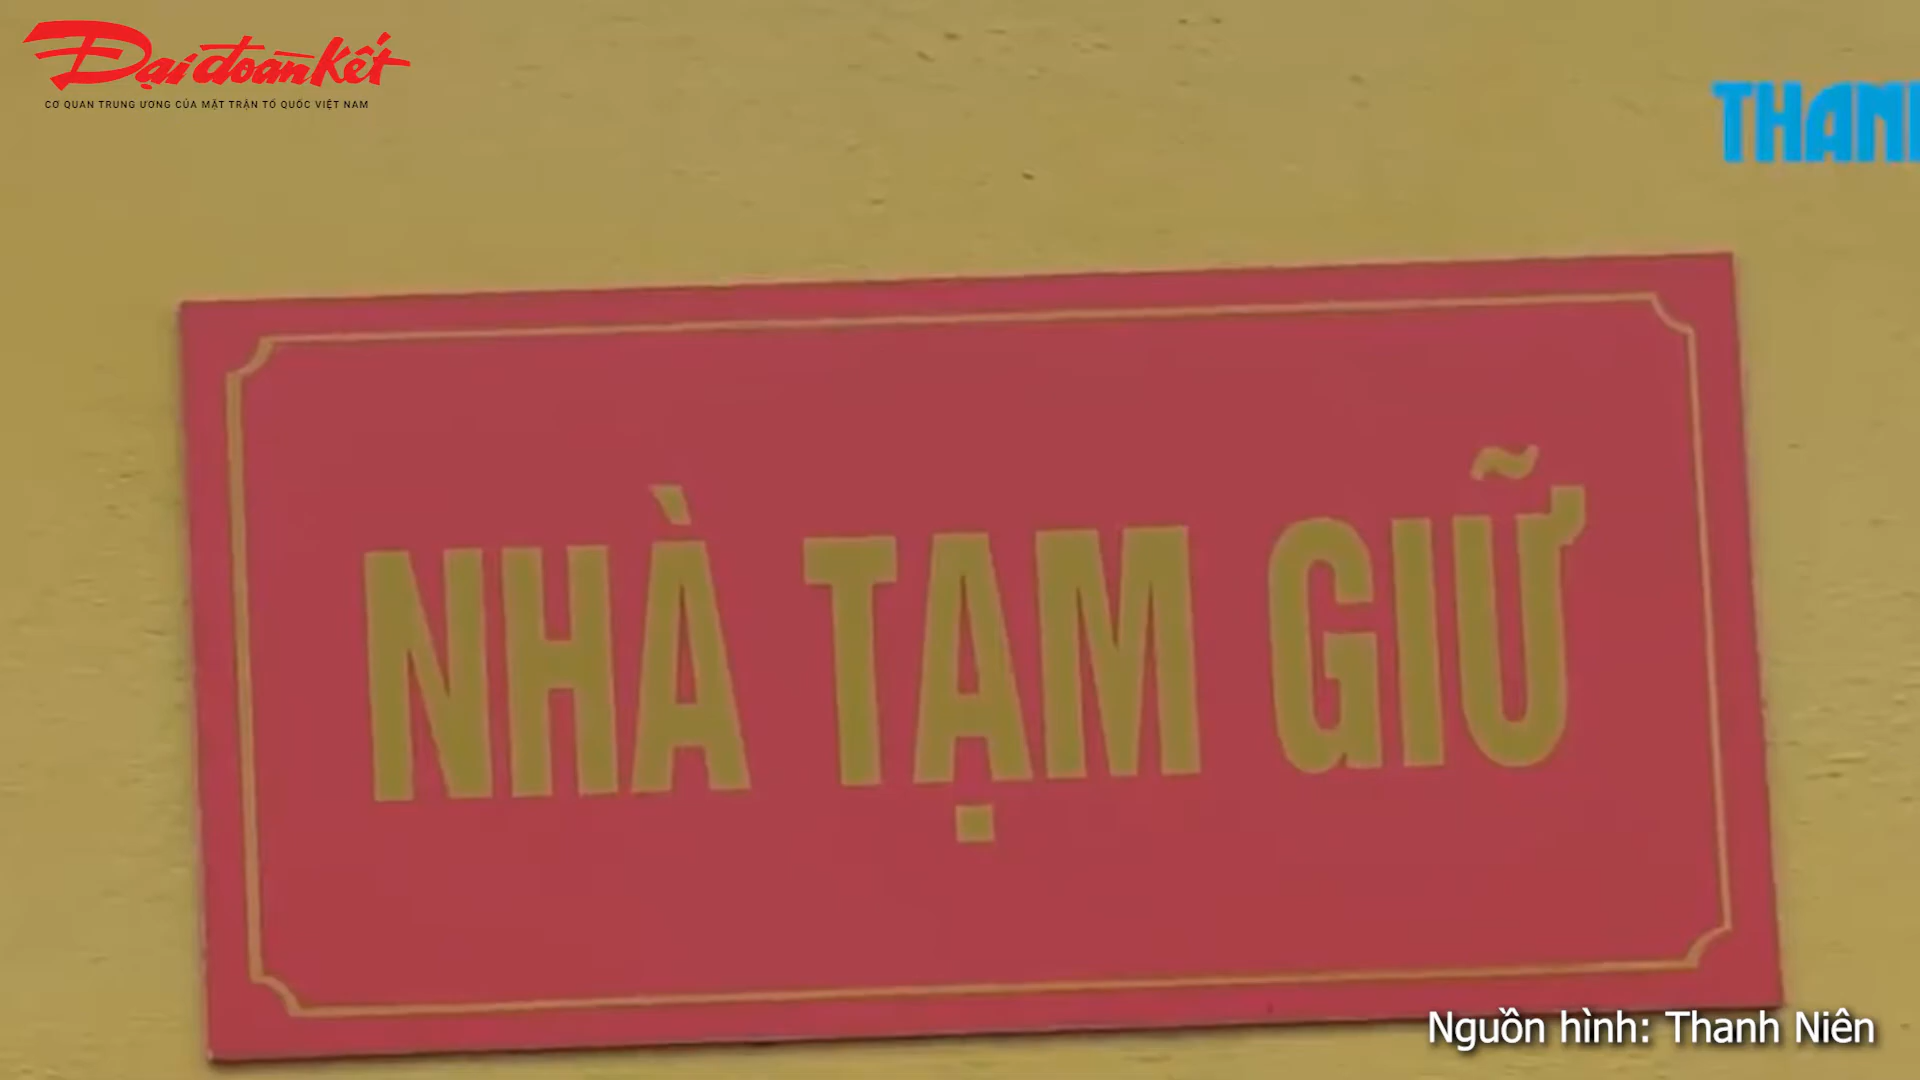 Đại đoàn kết
CƠ QUAN TRUNG ƯƠNG CỦA MẶT TRẬN TỔ QUỐC VIỆT NAM
THAN
NHÀ TẠM GIỮ
Nguồn hình: Thanh Niên